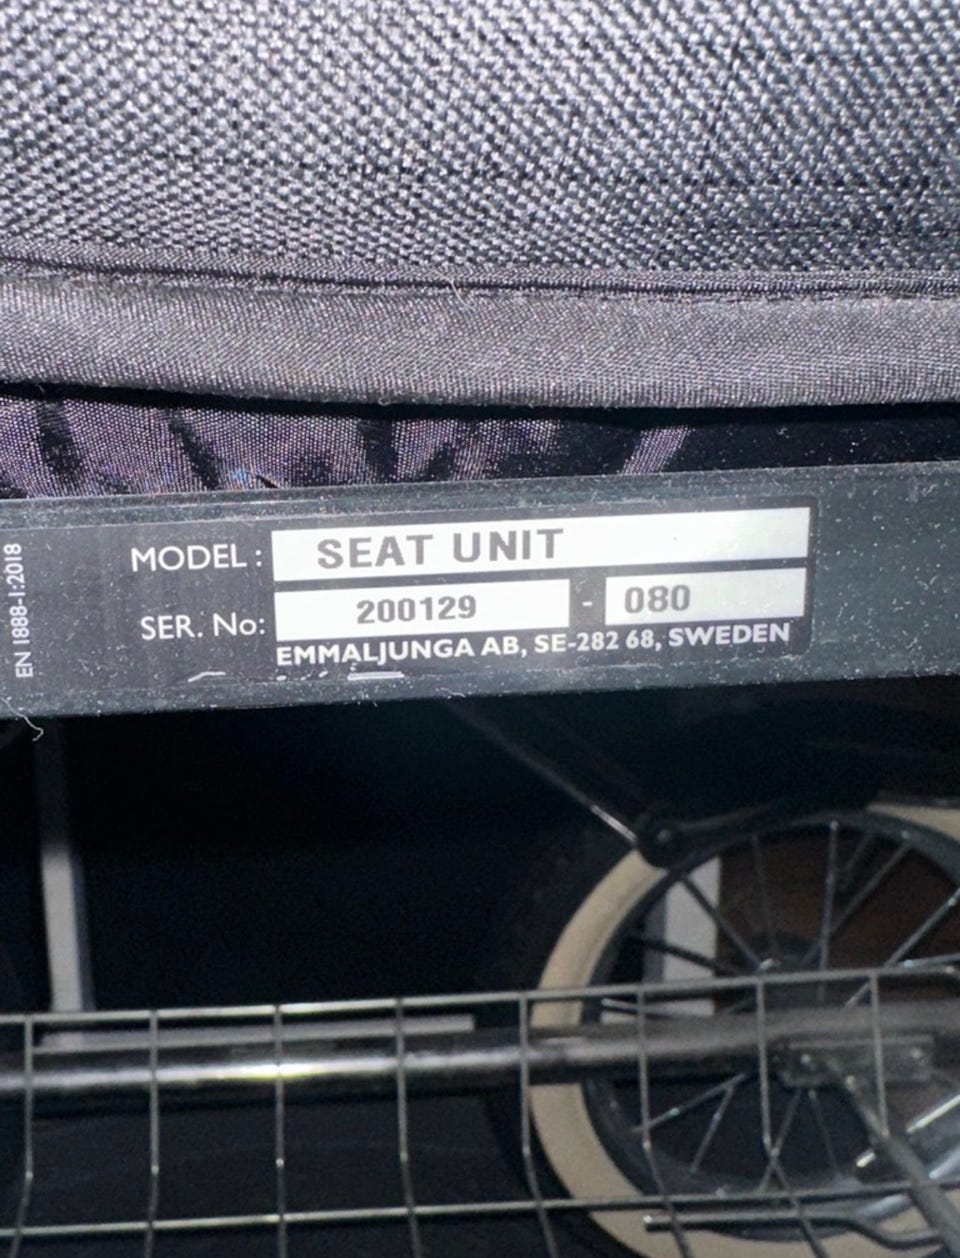 EN 1888-1:2018
MODEL : SEAT UNIT
SER. No: 200129 - 080
EMMALJUNGA AB, SE-282 68, SWEDEN